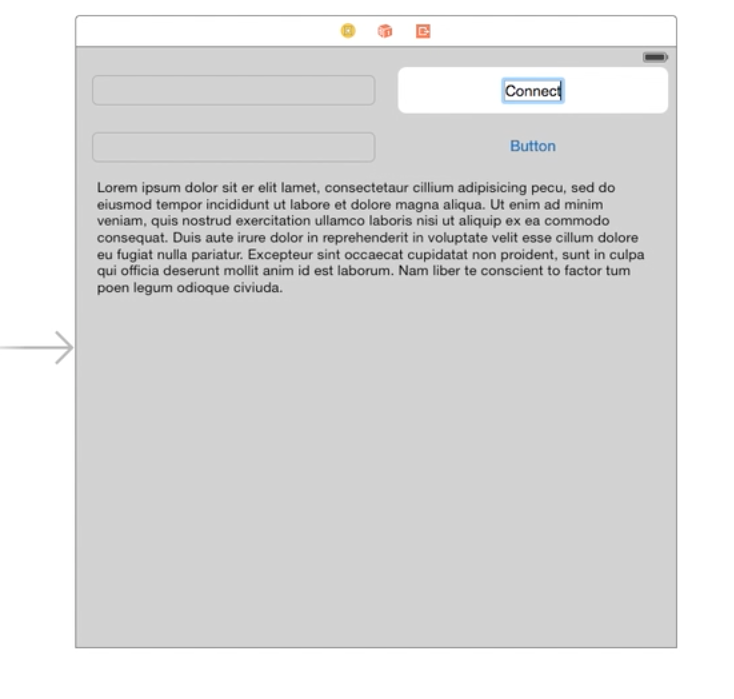 Connect
Button
Lorem ipsum dolor sit er elit lamet, consectetaur cillium adipisicing pecu, sed do
eiusmod tempor incididunt ut labore et dolore magna aliqua. Ut enim ad minim
veniam, quis nostrud exercitation ullamco laboris nisi ut aliquip ex ea commodo
consequat. Duis aute irure dolor in reprehenderit in voluptate velit esse cillum dolore
eu fugiat nulla pariatur. Excepteur sint occaecat cupidatat non proident, sunt in culpa
qui officia deserunt mollit anim id est laborum. Nam liber te conscient to factor tum
poen legum odioque civiuda.